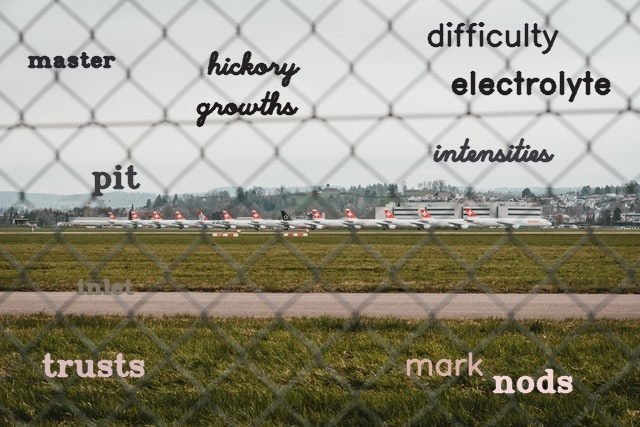 difficulty
master
hickory
electrolyte
growths
intensities
pit
inlet
trusts
mark
nods